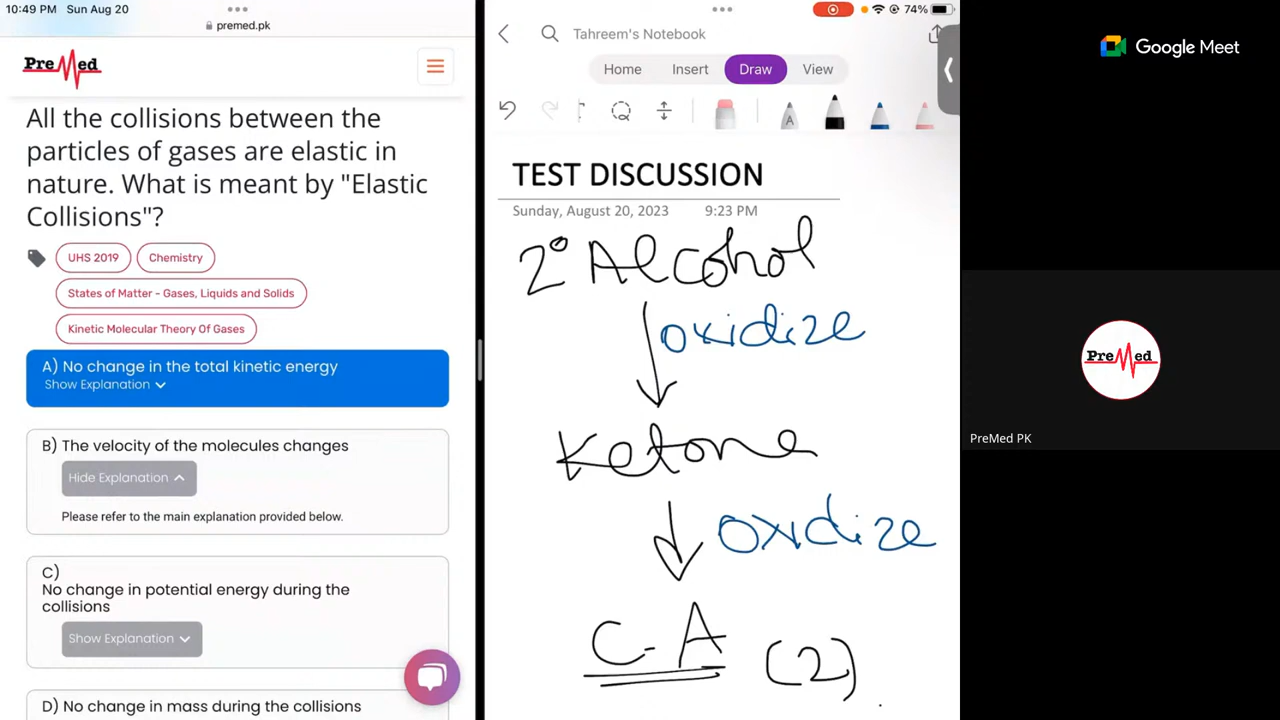 10:49 PM Sun Aug 20
premed.pk
PreMed
All the collisions between the
particles of gases are elastic in
nature. What is meant by "Elastic
Collisions"?
UHS 2019
Chemistry
States of Matter - Gases, Liquids and Solids
Kinetic Molecular Theory Of Gases
A) No change in the total kinetic energy
Show Explanation
B) The velocity of the molecules changes
Hide Explanation
Please refer to the main explanation provided below.
C)
No change in potential energy during the
collisions
Show Explanation
D) No change in mass during the collisions
74%
Tahreem's Notebook
Home Insert Draw View
A
TEST DISCUSSION
Sunday, August 20, 2023 9:23 PM
2° Alcohol
oxidize
Ketone
oxidize
C-A (2)
Google Meet
PreMed
PreMed PK